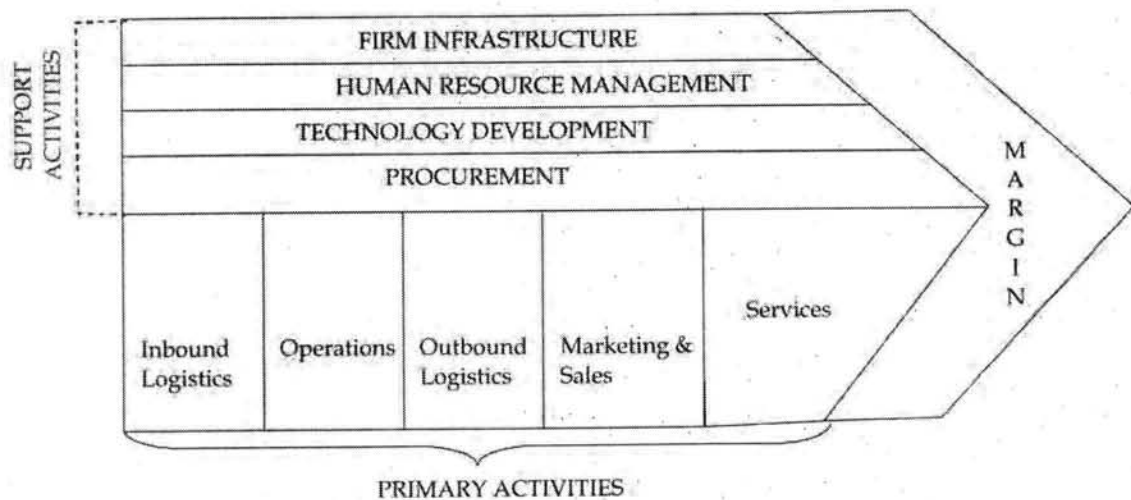 SUPPORT
ACTIVITIES
FIRM INFRASTRUCTURE
HUMAN RESOURCE MANAGEMENT
TECHNOLOGY DEVELOPMENT
PROCUREMENT
Inbound
Logistics
Operations
Outbound
Logistics
Marketing &
Sales
Services
MARGIN
PRIMARY ACTIVITIES